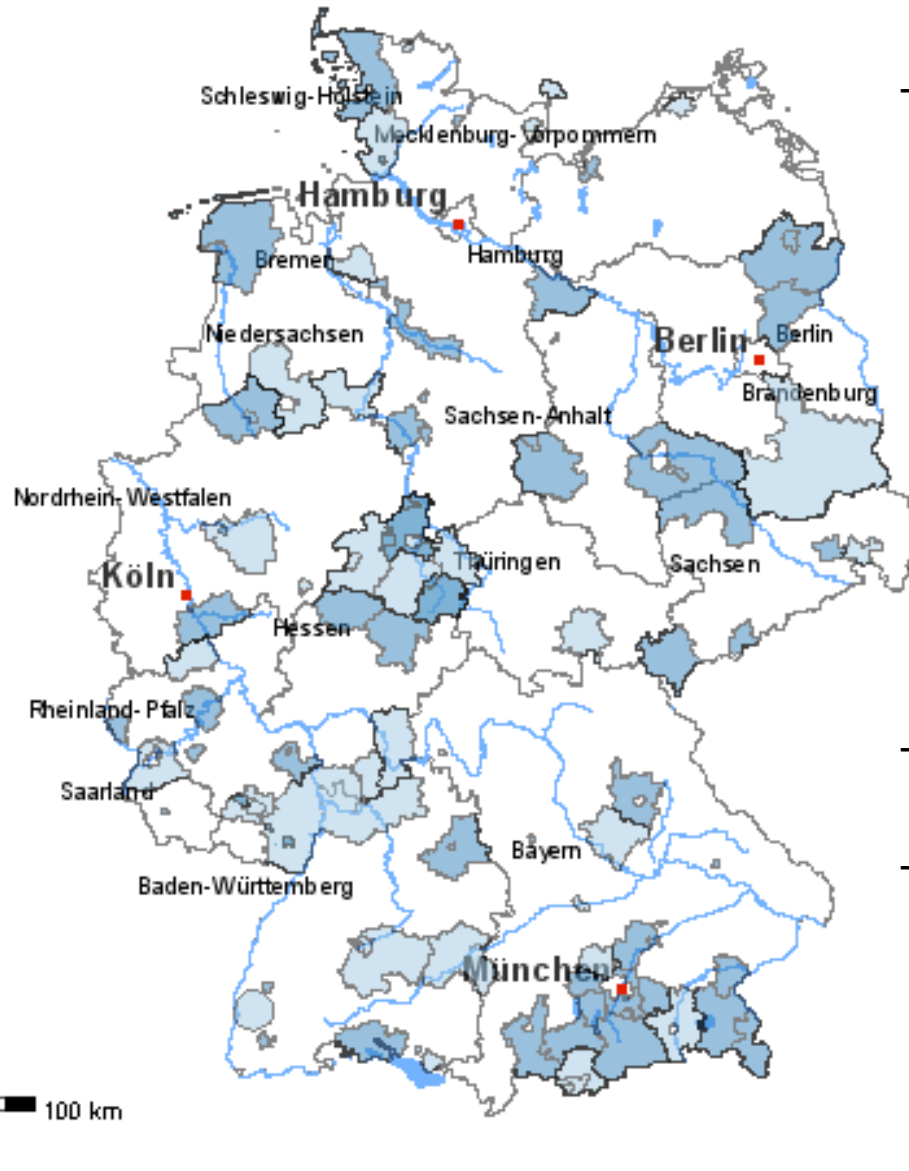 Schleswig-Holstein
Mecklenburg-Vorpommern
Hamburg
Hamburg
Bremen
Niedersachsen
Berlin
Berlin
Brandenburg
Sachsen-Anhalt
Nordrhein-Westfalen
Köln
Thüringen
Sachsen
Hessen
Rheinland-Pfalz
Saarland
Bayern
Baden-Württemberg
München
100 km